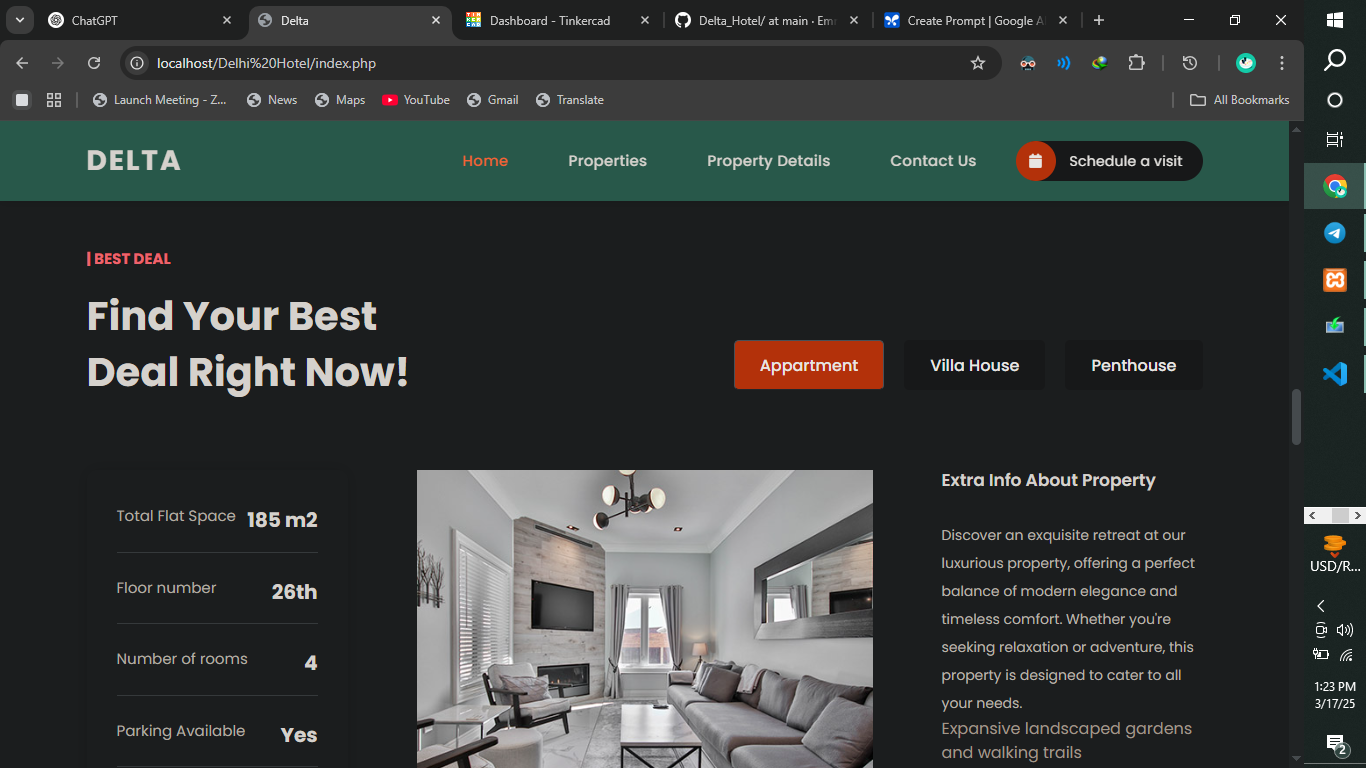 ChatGPT
Delta
Dashboard - Tinkercad
Delta_Hotel/ at main · Em
Create Prompt | Google A
localhost/Delhi%20Hotel/index.php
Launch Meeting - Z...
News
Maps
YouTube
Gmail
Translate
All Bookmarks
DELTA
Home
Properties
Property Details
Contact Us
Schedule a visit
| BEST DEAL
Find Your Best
Deal Right Now!
Appartment
Villa House
Penthouse
Total Flat Space 185 m2
Floor number 26th
Number of rooms 4
Parking Available Yes
Extra Info About Property
Discover an exquisite retreat at our
luxurious property, offering a perfect
balance of modern elegance and
timeless comfort. Whether you're
seeking relaxation or adventure, this
property is designed to cater to all
your needs.
Expansive landscaped gardens
and walking trails
USD/R...
1:23 PM
3/17/25
2